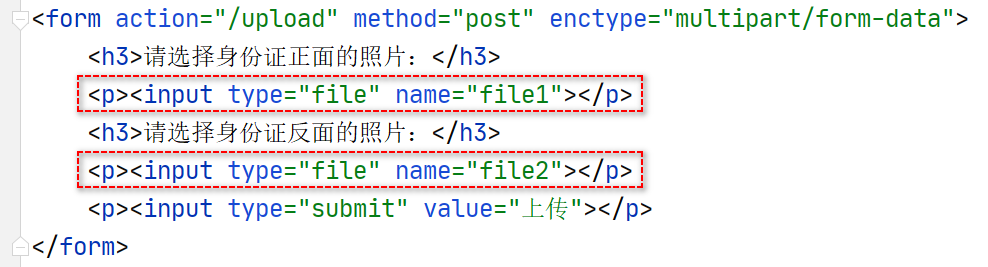 <form action="/upload" method="post" enctype="multipart/form-data">
<h3>请选择身份证正面的照片：</h3>
<p><input type="file" name="file1"></p>
<h3>请选择身份证反面的照片：</h3>
<p><input type="file" name="file2"></p>
<p><input type="submit" value="上传"></p>
</form>